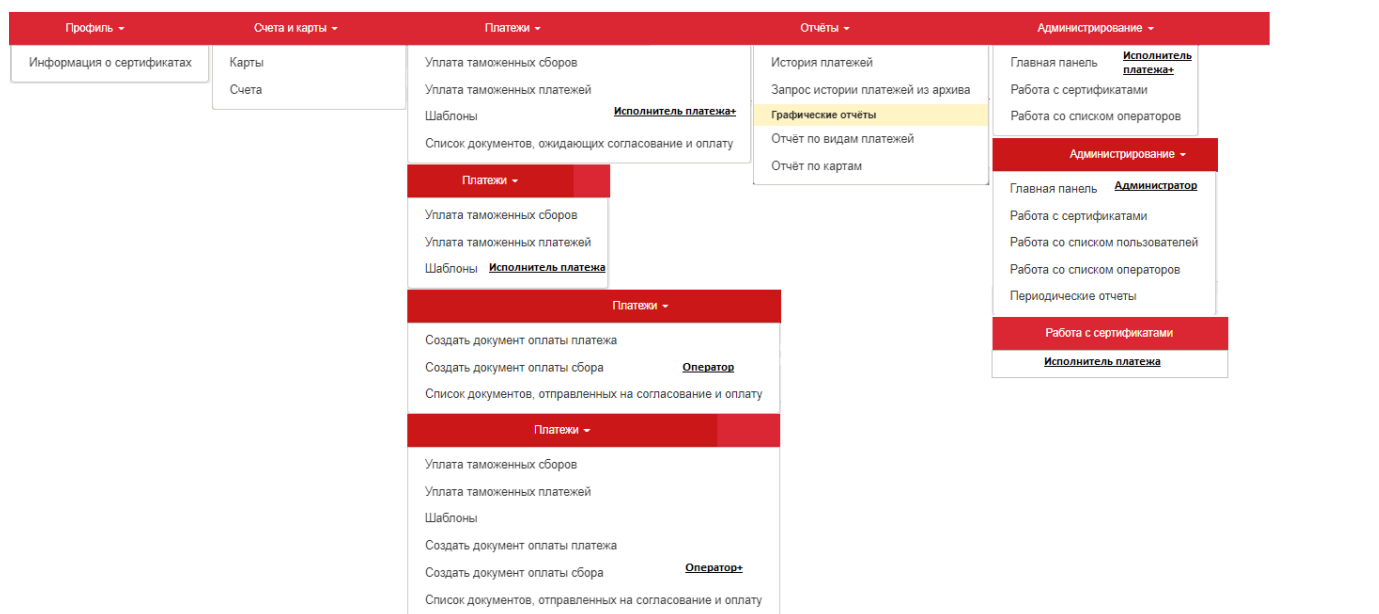 Профиль
Информация о сертификатах
Счета и карты
Карты
Счета
Платежи
Уплата таможенных сборов
Уплата таможенных платежей
Шаблоны
Исполнитель платежа+
Список документов, ожидающих согласование и оплату
Платежи
Уплата таможенных сборов
Уплата таможенных платежей
Шаблоны
Исполнитель платежа
Платежи
Создать документ оплаты платежа
Создать документ оплаты сбора
Оператор
Список документов, отправленных на согласование и оплату
Платежи
Уплата таможенных сборов
Уплата таможенных платежей
Шаблоны
Создать документ оплаты платежа
Создать документ оплаты сбора
Оператор+
Список документов, отправленных на согласование и оплату
Отчёты
История платежей
Запрос истории платежей из архива
Графические отчёты
Отчёт по видам платежей
Отчёт по картам
Администрирование
Главная панель
Исполнитель
платежа+
Работа с сертификатами
Работа со списком операторов
Администрирование
Главная панель
Администратор
Работа с сертификатами
Работа со списком пользователей
Работа со списком операторов
Периодические отчеты
Работа с сертификатами
Исполнитель платежа